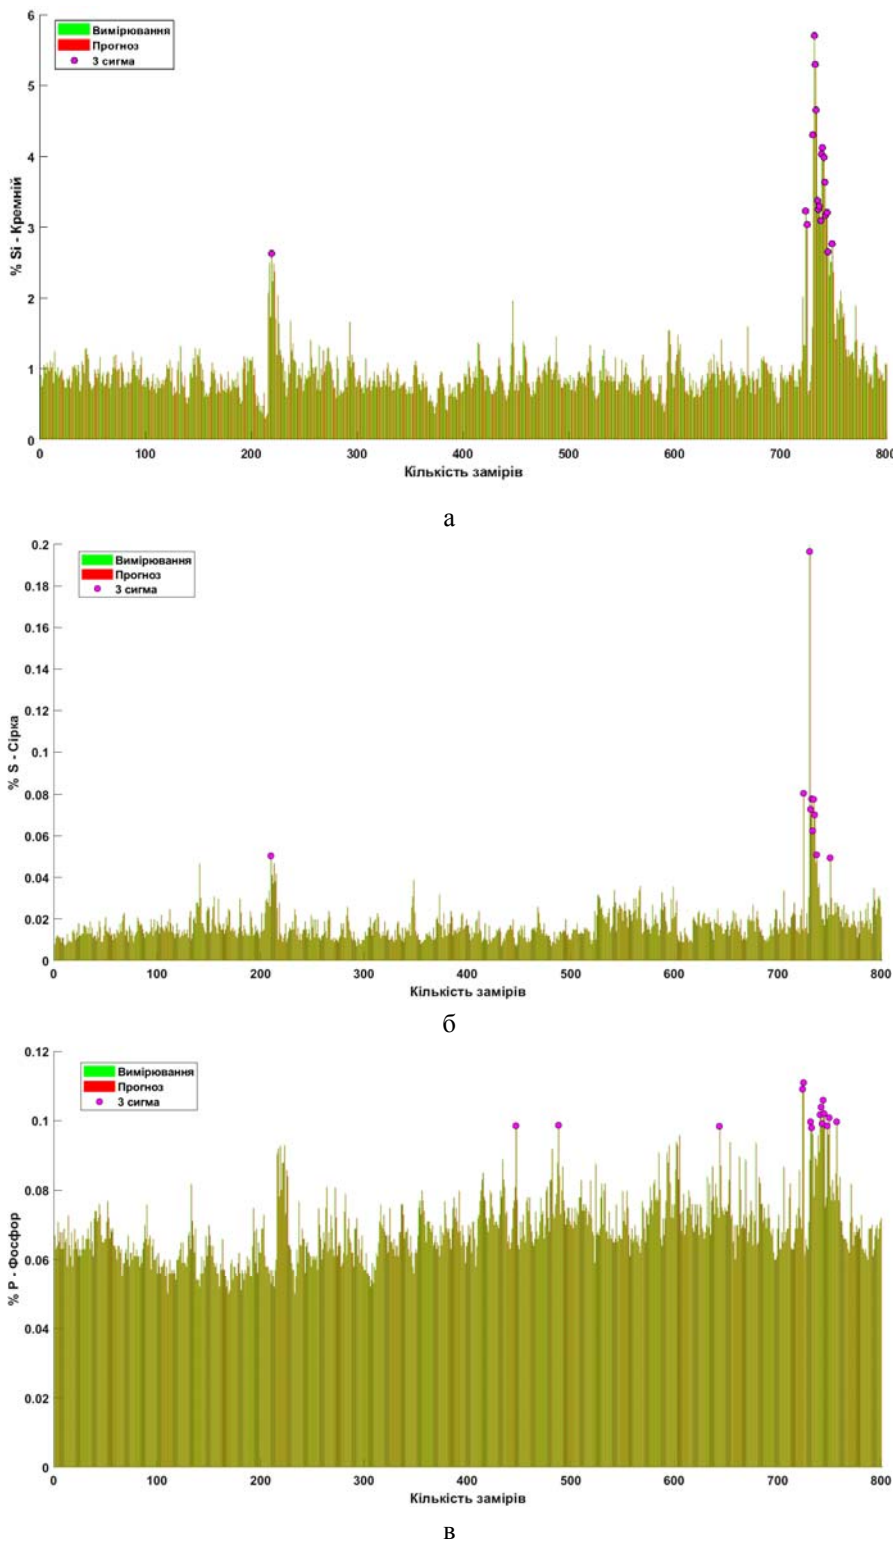 6
Вимірювання
Прогноз
3 сигма
5
4
3
2
1
0
% Si - Кремній
0 100 200 300 400 500 600 700 800
Кількість замірів
а
0.2
Вимірювання
Прогноз
3 сигма
0.18
0.16
0.14
0.12
0.1
0.08
0.06
0.04
0.02
0
% S - Сірка
0 100 200 300 400 500 600 700 800
Кількість замірів
б
0.12
Вимірювання
Прогноз
3 сигма
0.1
0.08
0.06
0.04
0.02
0
% P - Фосфор
0 100 200 300 400 500 600 700 800
Кількість замірів
в